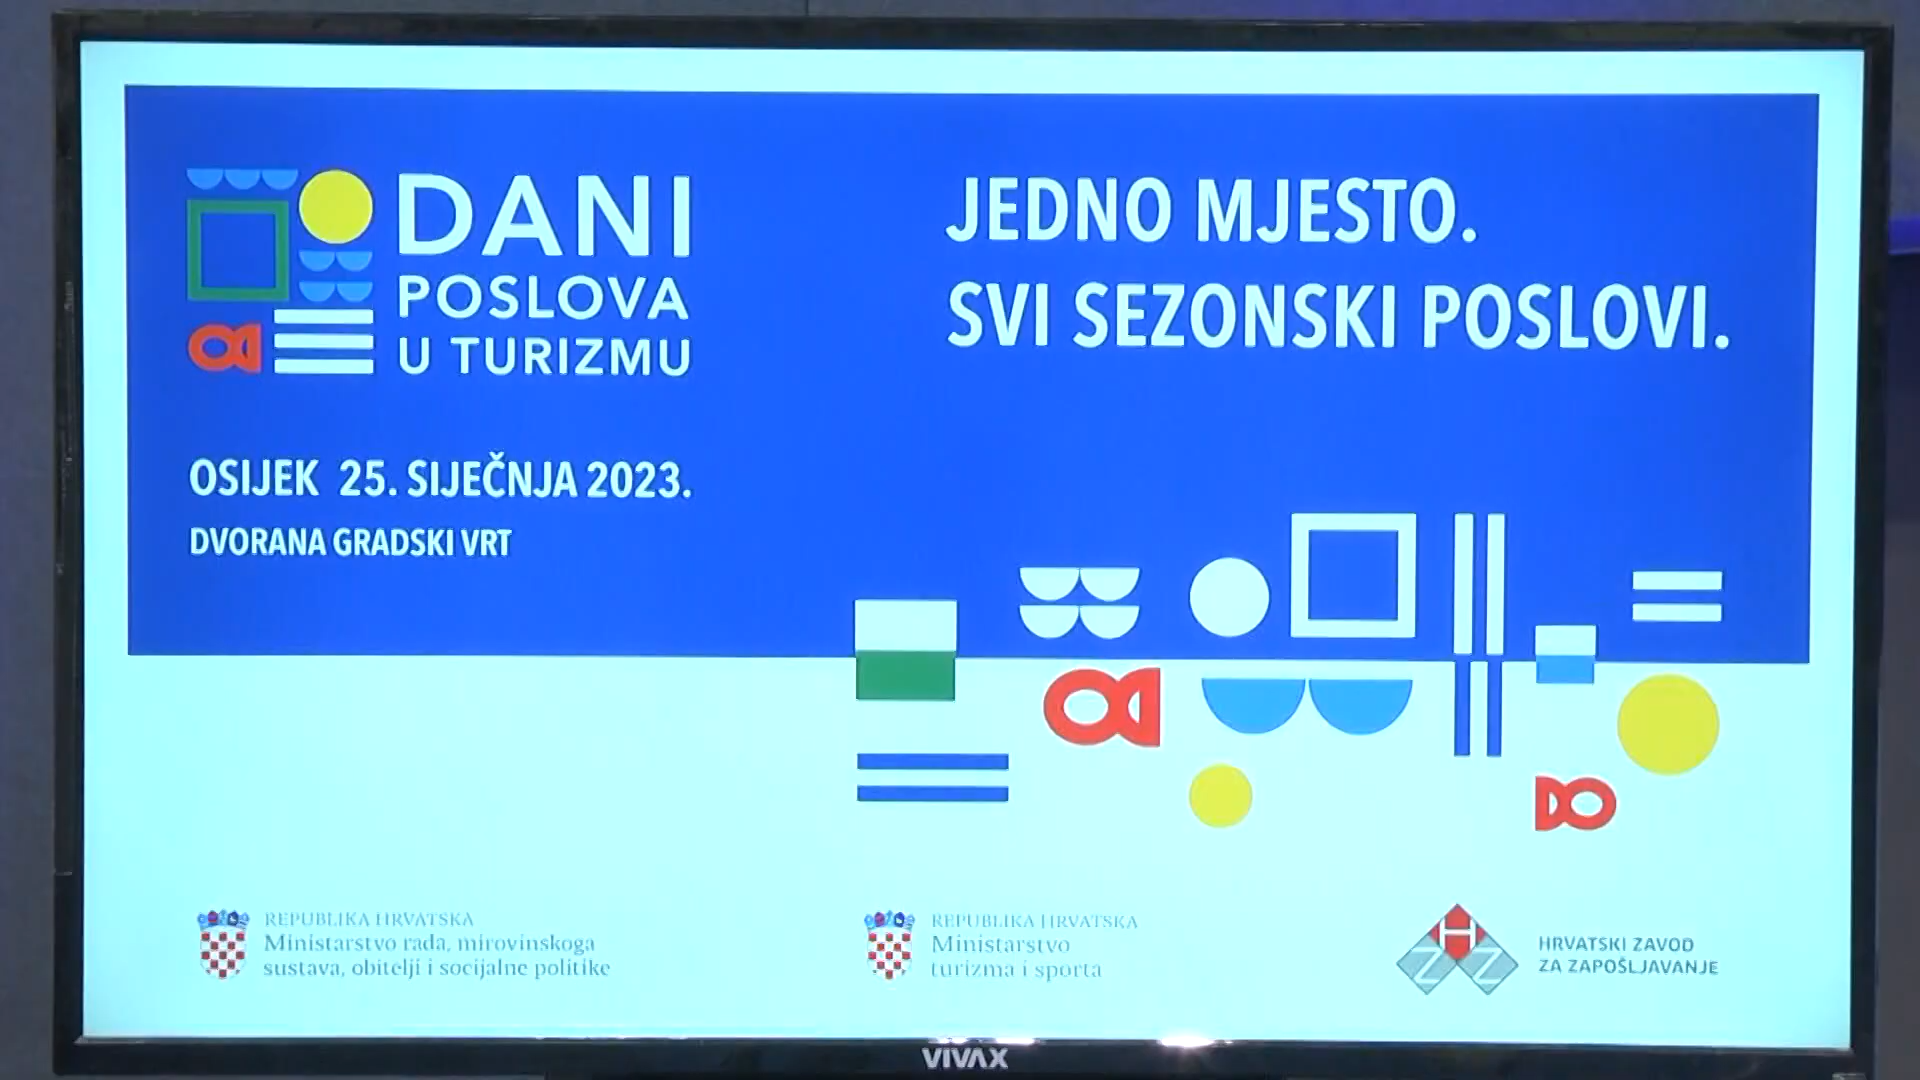 DANI
POSLOVA
U TURIZMU
JEDNO MJESTO.
SVI SEZONSKI POSLOVI.
OSIJEK 25. SIJEČNJA 2023.
DVORANA GRADSKI VRT
REPUBLIKA HRVATSKA
Ministarstvo rada, mirovinskoga
sustava, obitelji i socijalne politike
REPUBLIKA HRVATSKA
Ministarstvo
turizma i sporta
HZZ
HRVATSKI ZAVOD
ZA ZAPOŠLJAVANJE
VIVAX